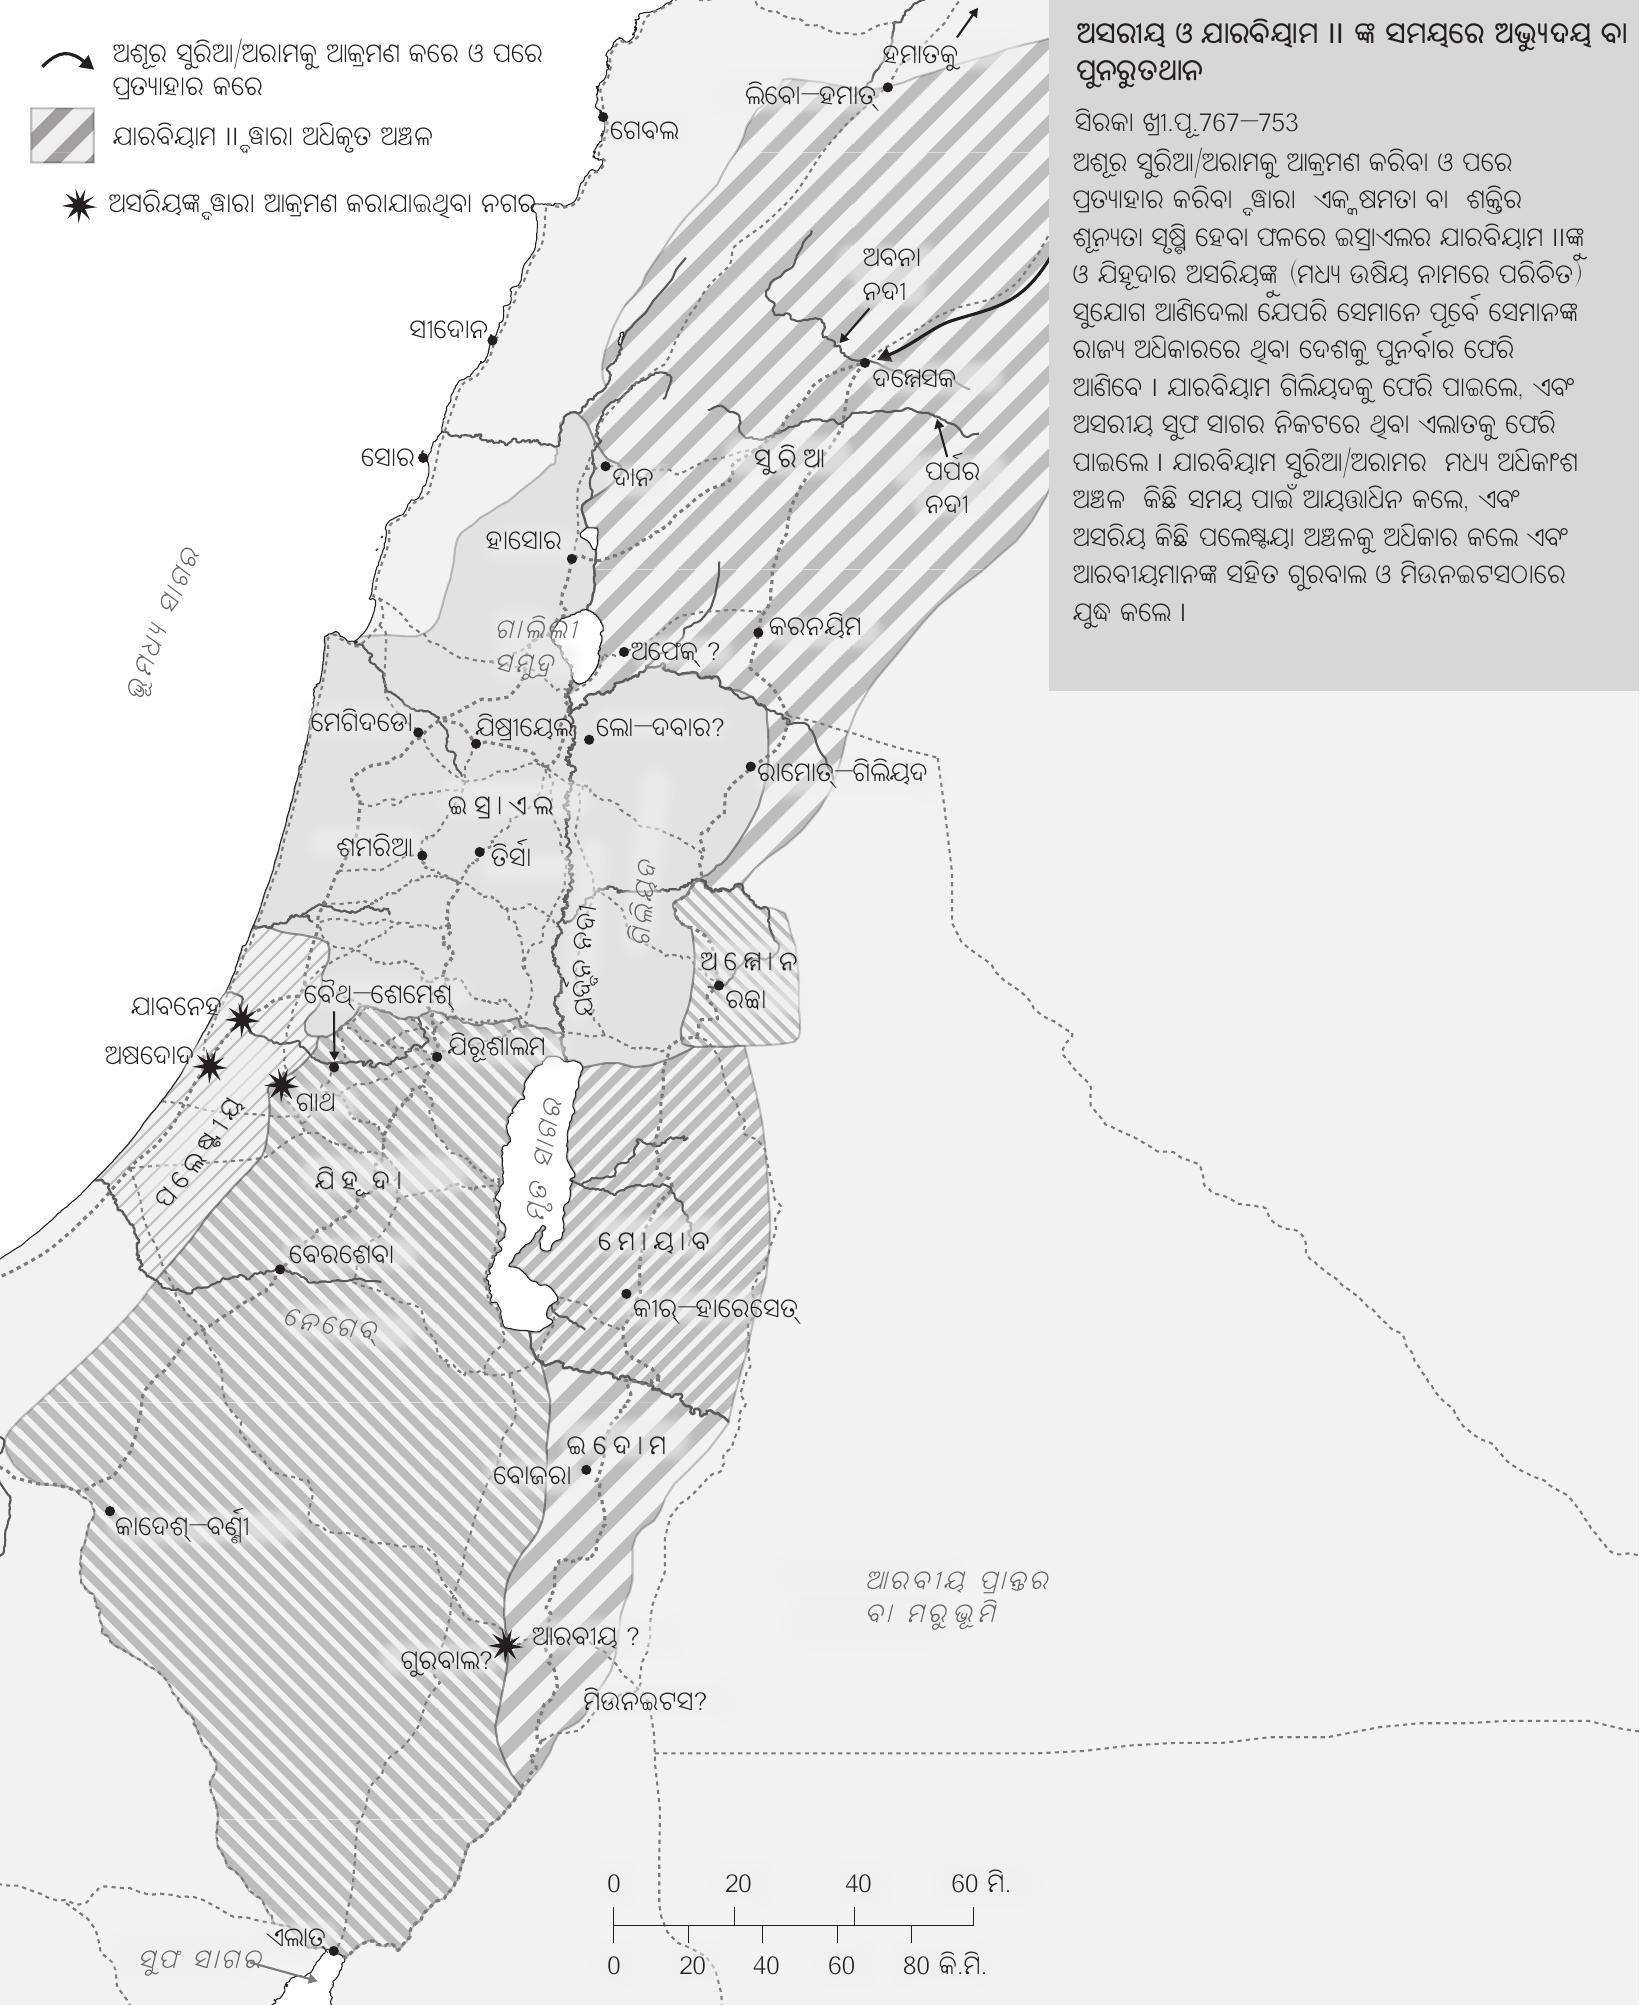 ଅଶୂର ସୁରିଆ/ଅରାମକୁ ଆକ୍ରମଣ କରେ ଓ ପରେ
ପ୍ରତ୍ୟାହାର କରେ
ଯାରବିୟାମ II ଦ୍ୱାରା ଅଧିକୃତ ଅଞ୍ଚଳ
ଅସରିୟଙ୍କ ଦ୍ୱାରା ଆକ୍ରମଣ କରାଯାଇଥିବା ନଗର
ଅସରୀୟ ଓ ଯାରବିୟାମ II ଙ୍କ ସମୟରେ ଅଭ୍ୟୁଦୟ ବା
ପୁନରୁତଥାନ
ସିରକା ଖ୍ରୀ.ପୂ.767–753
ଅଶୂର ସୁରିଆ/ଅରାମକୁ ଆକ୍ରମଣ କରିବା ଓ ପରେ
ପ୍ରତ୍ୟାହାର କରିବା ଦ୍ୱାରା ଏକ କ୍ଷମତା ବା ଶକ୍ତିର
ଶୂନ୍ୟତା ସୃଷ୍ଟି ହେବା ଫଳରେ ଇସ୍ରାଏଲର ଯାରବିୟାମ IIଙ୍କୁ
ଓ ଯିହୂଦାର ଅସରିୟଙ୍କୁ (ମଧ୍ୟ ଉଷିୟ ନାମରେ ପରିଚିତ)
ସୁଯୋଗ ଆଣିଦେଲା ଯେପରି ସେମାନେ ପୂର୍ବେ ସେମାନଙ୍କ
ରାଜ୍ୟ ଅଧିକାରରେ ଥିବା ଦେଶକୁ ପୁନର୍ବାର ଫେରି
ଆଣିବେ । ଯାରବିୟାମ ଗିଲିୟଦକୁ ଫେରି ପାଇଲେ, ଏବଂ
ଅସରୀୟ ସୁଫ ସାଗର ନିକଟରେ ଥିବା ଏଲାତକୁ ଫେରି
ପାଇଲେ । ଯାରବିୟାମ ସୁରିଆ/ଅରାମର ମଧ୍ୟ ଅଧିକାଂଶ
ଅଞ୍ଚଳ କିଛି ସମୟ ପାଇଁ ଆୟତ୍ତାଧିନ କଲେ, ଏବଂ
ଅସରିୟ କିଛି ପଲେଷ୍ଟୟା ଅଞ୍ଚଳକୁ ଅଧିକାର କଲେ ଏବଂ
ଆରବୀୟମାନଙ୍କ ସହିତ ଗୁରବାଲ ଓ ମିଉନଇଟସଠାରେ
ଯୁଦ୍ଧ କଲେ ।
ହମାତକୁ
ଲିବୋ–ହମାତ୍
ଗେବଲ
ଅବନା
ନଦୀ
ସୀଦୋନ
ଦମ୍ମେସକ
ସୋର
ଦାନ
ସୁରିଆ
ପର୍ପର
ନଦୀ
ହାସୋର
ଭୂମଧ୍ୟ ସାଗର
ଗାଲିଲୀ
ସମୁଦ୍ର
କରନୟିମ
ଅଫେକ୍ ?
ମେଗିଦଡୋ
ଯିଷ୍ରୀୟେଲ
ଲୋ–ଦବାର?
ରାମୋତ୍–ଗିଲିୟଦ
ଇସ୍ରାଏଲ
ଶମରିଆ
ତିର୍ସା
ଗିଲିୟଦ
ଯର୍ଦ୍ଦନ ନଦୀ
ଅମ୍ମୋନ
ରବ୍ବା
ବୈଥ୍–ଶେମେଶ୍
ଯାବନେହ
ଯିରୂଶାଲମ
ଅଷଦୋଦ
ଗାଥ
ପଲେଷ୍ଟୀୟ
ମୃତ ସାଗର
ଯିହୂଦା
ମୋୟାବ
ବେରଶେବା
କୀର୍–ହାରେସେତ୍
ନେଗେବ୍
ଇଦୋମ
ବୋଜରା
କାଦେଶ୍–ବର୍ଣ୍ଣୀ
ଆରବୀୟ ପ୍ରାନ୍ତର
ବା ମରୁଭୂମି
ଆରବୀୟ ?
ଗୁରବାଲ?
ମିଉନଇଟସ?
ଏଲାତ
ସୁଫ ସାଗର
0 20 40 60 ମି.
0 20 40 60 80 କି.ମି.